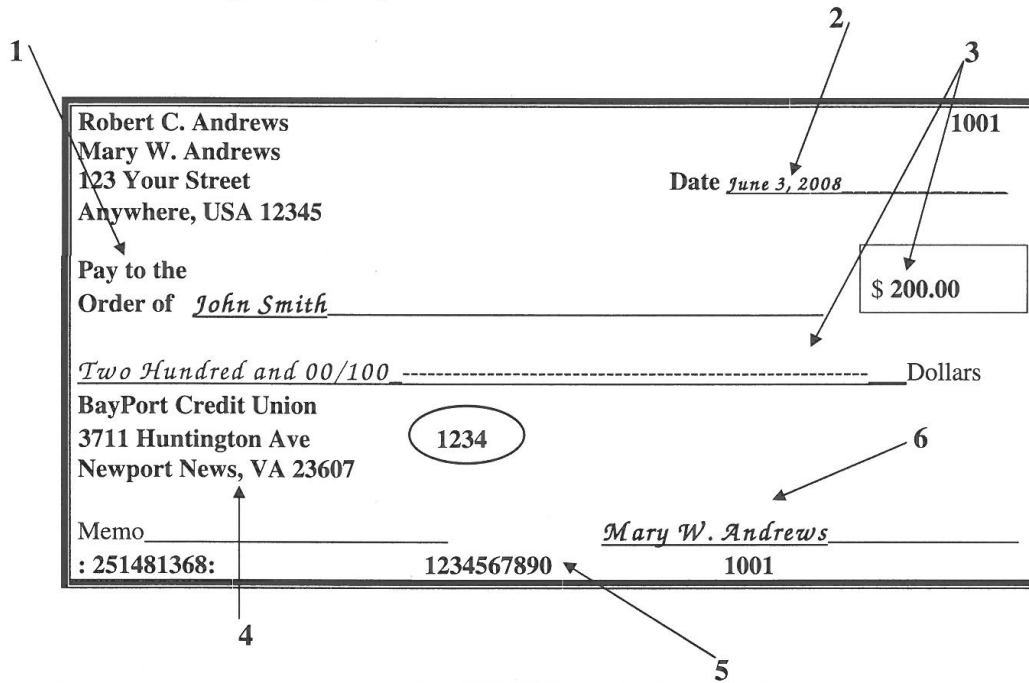 2
1
3
Robert C. Andrews 1001
Mary W. Andrews
123 Your Street Date June 3, 2008
Anywhere, USA 12345
Pay to the
Order of John Smith $ 200.00
Two Hundred and 00/100 Dollars
BayPort Credit Union
3711 Huntington Ave 1234 6
Newport News, VA 23607
Memo Mary W. Andrews
: 251481368: 1234567890 1001
4
5